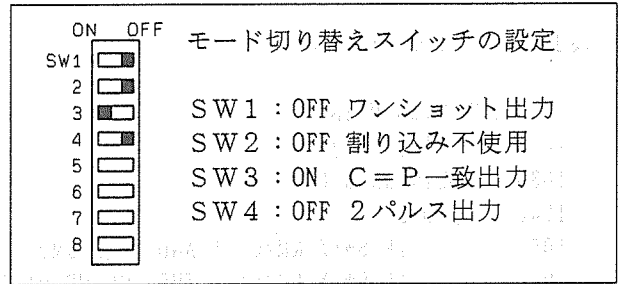 ON OFF
モード切り替えスイッチの設定
SW1
2
3
4
5
6
7
8
SW1:OFF ワンショット出力
SW2:OFF 割り込み不使用
SW3:ON C=P一致出力
SW4:OFF 2パルス出力